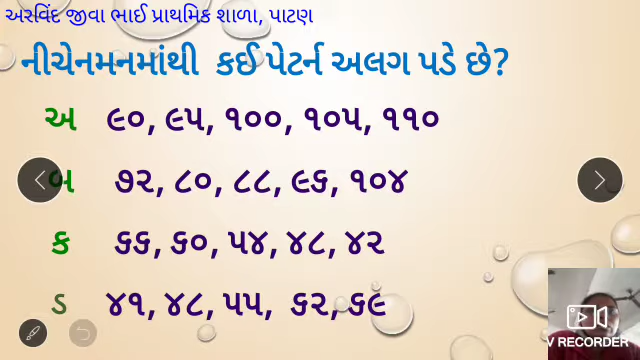 અરવિંદ જીવા ભાઈ પ્રાથમિક શાળા, પાટણ
નીચેનમનમાંથી કઈ પેટર્ન અલગ પડે છે?
અ ૯૦, ૯૫, ૧૦૦, ૧૦૫, ૧૧૦
બ ૭૨, ૮૦, ૮૮, ૯૬, ૧૦૪
ક ૬૬, ૬૦, ૫૪, ૪૮, ૪૨
ડ ૪૧, ૪૮, ૫૫, ૬૨, ૬૯
V RECORDER